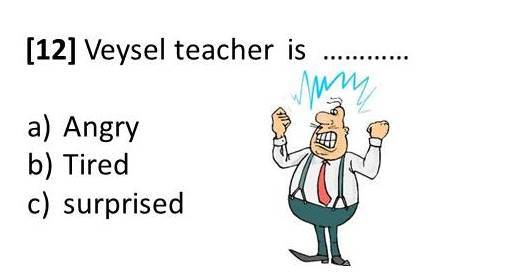 [12] Veysel teacher is ............
a) Angry
b) Tired
c) surprised